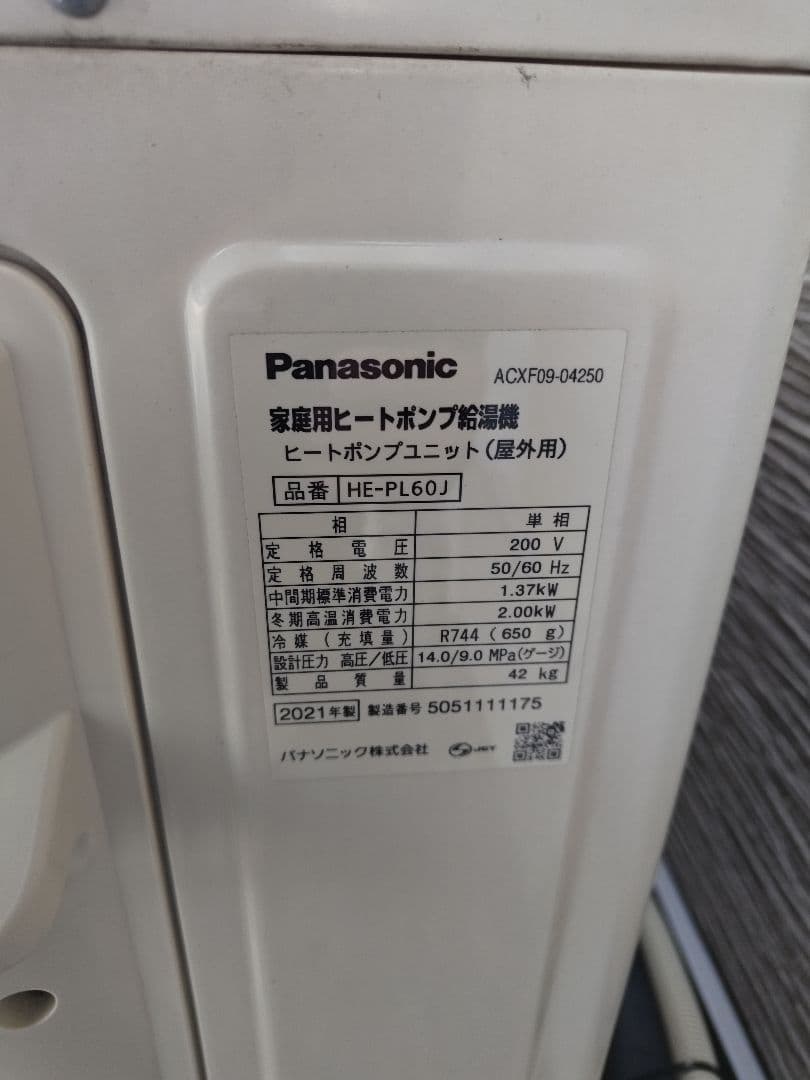 Panasonic ACXF09-04250
家庭用ヒートポンプ給湯機
ヒートポンプユニット(屋外用)
品番 HE-PL60J
相 単相
定格電圧 200 V
定格周波数 50/60 Hz
中間期標準消費電力 1.37kW
冬期高温消費電力 2.00kW
冷媒(充填量) R744 (650 g)
設計圧力 高圧/低圧 14.0/9.0 MPa(ゲージ)
製品質量 42 kg
2021年製 製造番号 5051111175
パナソニック株式会社 JET